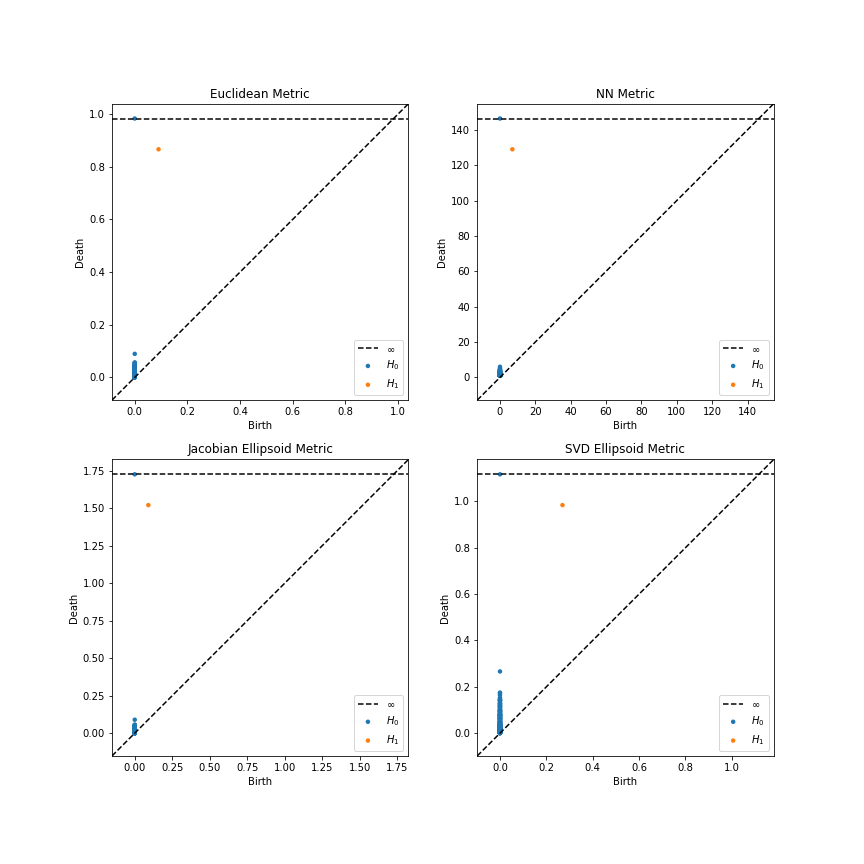 Euclidean Metric
1.0
0.8
0.6
0.4
0.2
0.0
Death
0.0 0.2 0.4 0.6 0.8 1.0
Birth
∞
H₀
H₁
NN Metric
140
120
100
80
60
40
20
0
Death
0 20 40 60 80 100 120 140
Birth
∞
H₀
H₁
Jacobian Ellipsoid Metric
1.75
1.50
1.25
1.00
0.75
0.50
0.25
0.00
Death
0.00 0.25 0.50 0.75 1.00 1.25 1.50 1.75
Birth
∞
H₀
H₁
SVD Ellipsoid Metric
1.0
0.8
0.6
0.4
0.2
0.0
Death
0.0 0.2 0.4 0.6 0.8 1.0
Birth
∞
H₀
H₁